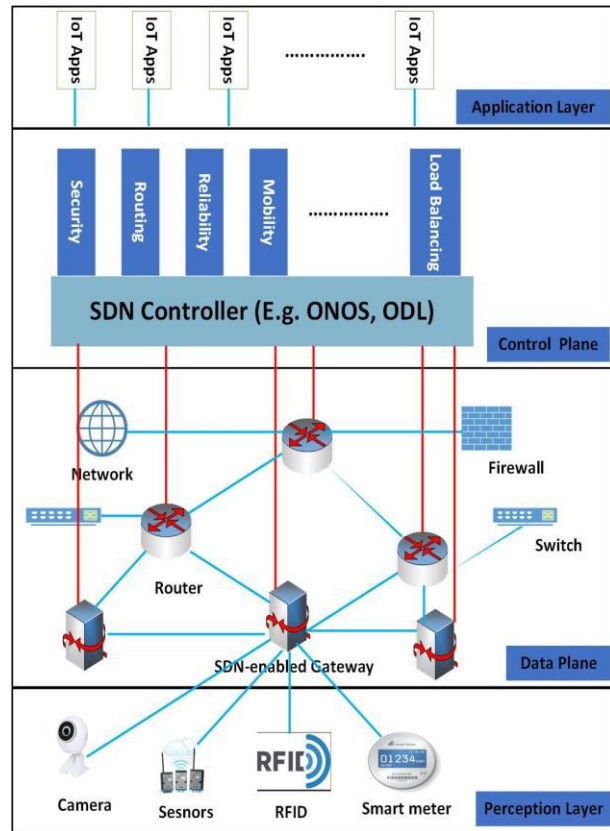 IoT Apps
IoT Apps
IoT Apps
................
IoT Apps
Application Layer
Security
Routing
Reliability
Mobility
................
Load Balancing
SDN Controller (E.g. ONOS, ODL)
Control Plane
Network
Firewall
Router
Switch
SDN-enabled Gateway
Data Plane
RFID
01234
Camera
Sesnors
RFID
Smart meter
Perception Layer